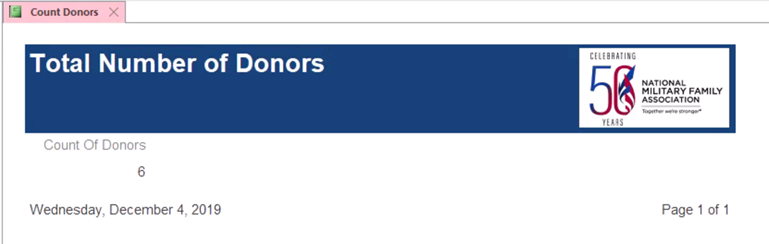 Count Donors
Total Number of Donors
CELEBRATING
50
YEARS
NATIONAL
MILITARY FAMILY
ASSOCIATION
Together we're stronger®
Count Of Donors
6
Wednesday, December 4, 2019
Page 1 of 1